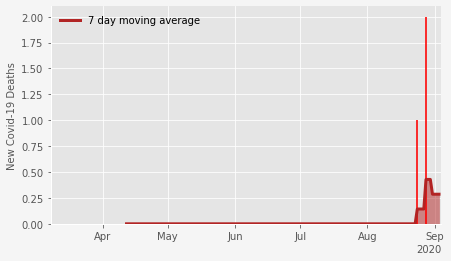 7 day moving average
New Covid-19 Deaths
2.00
1.75
1.50
1.25
1.00
0.75
0.50
0.25
0.00
Apr
May
Jun
Jul
Aug
Sep
2020